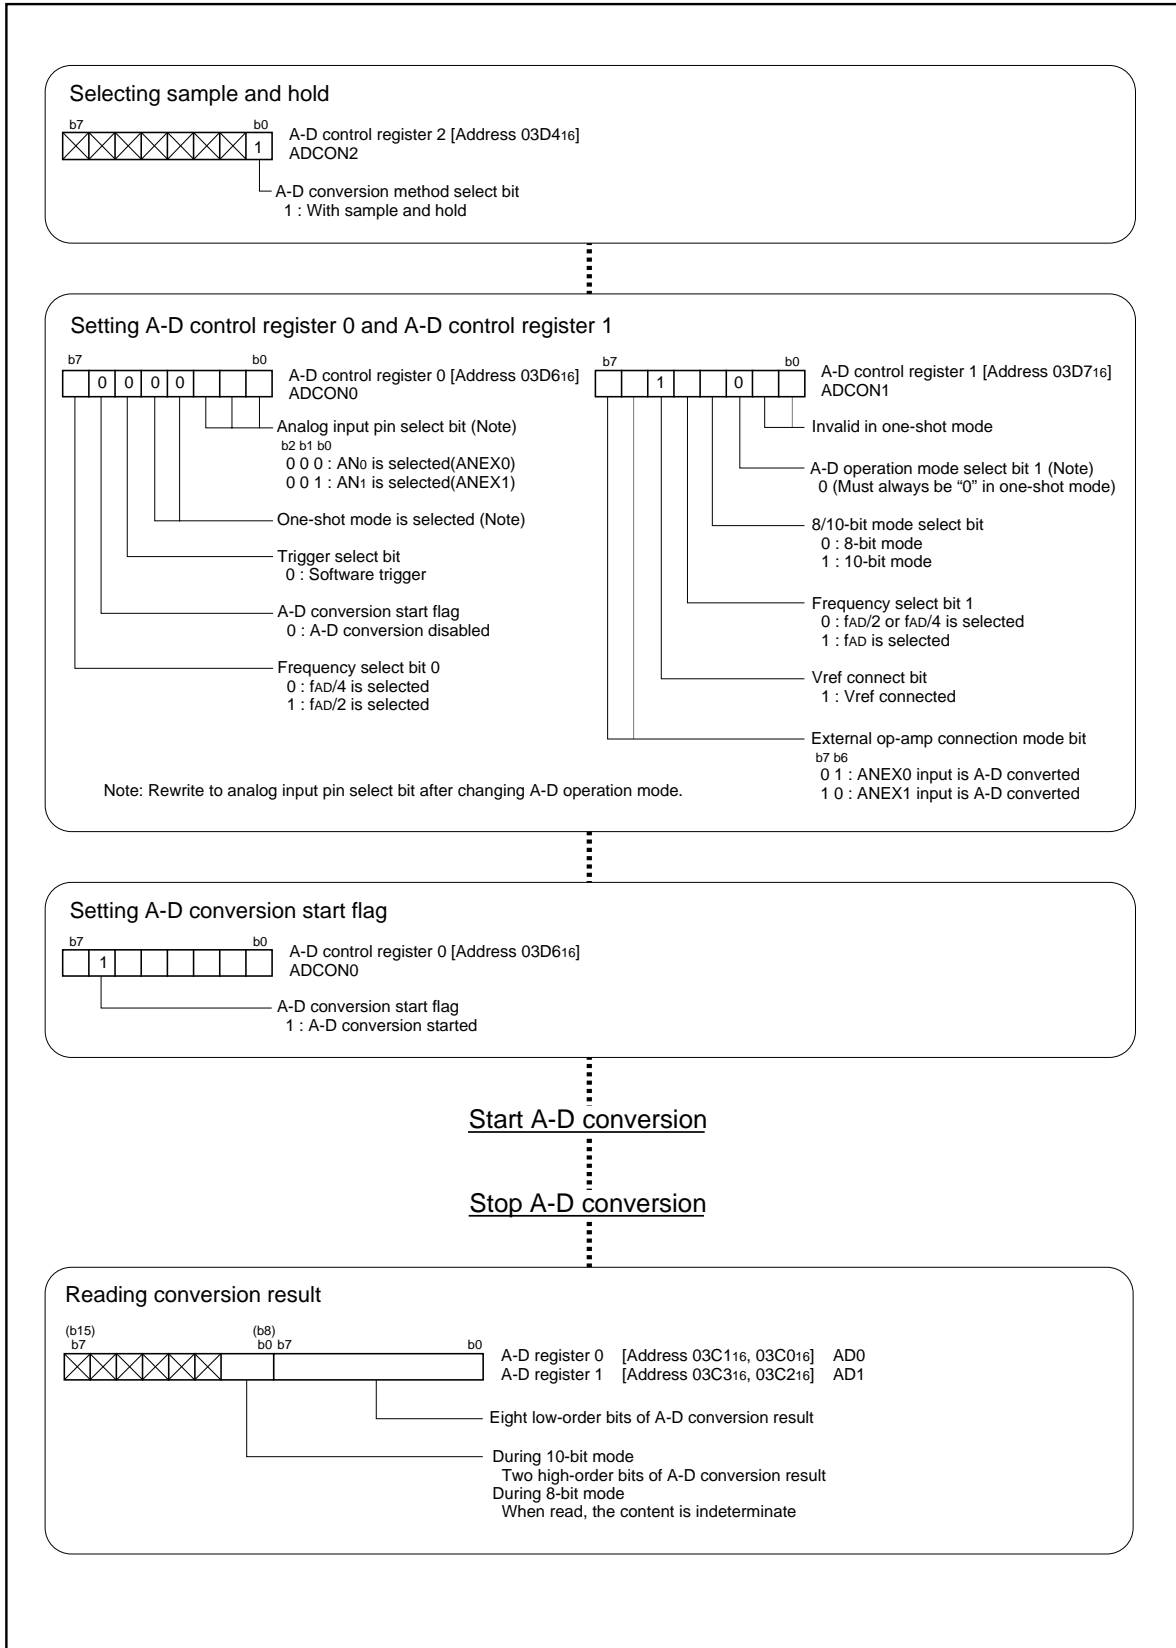 Selecting sample and hold
b7 b0
1
A-D control register 2 [Address 03D416]
ADCON2
A-D conversion method select bit
1 : With sample and hold
Setting A-D control register 0 and A-D control register 1
b7 b0
0 0 0 0
A-D control register 0 [Address 03D616]
ADCON0
Analog input pin select bit (Note)
b2 b1 b0
0 0 0 : AN0 is selected(ANEX0)
0 0 1 : AN1 is selected(ANEX1)
One-shot mode is selected (Note)
Trigger select bit
0 : Software trigger
A-D conversion start flag
0 : A-D conversion disabled
Frequency select bit 0
0 : fAD/4 is selected
1 : fAD/2 is selected
b7 b0
1 0
A-D control register 1 [Address 03D716]
ADCON1
Invalid in one-shot mode
A-D operation mode select bit 1 (Note)
0 (Must always be “0” in one-shot mode)
8/10-bit mode select bit
0 : 8-bit mode
1 : 10-bit mode
Frequency select bit 1
0 : fAD/2 or fAD/4 is selected
1 : fAD is selected
Vref connect bit
1 : Vref connected
External op-amp connection mode bit
b7 b6
0 1 : ANEX0 input is A-D converted
1 0 : ANEX1 input is A-D converted
Note: Rewrite to analog input pin select bit after changing A-D operation mode.
Setting A-D conversion start flag
b7 b0
1
A-D control register 0 [Address 03D616]
ADCON0
A-D conversion start flag
1 : A-D conversion started
Start A-D conversion
Stop A-D conversion
Reading conversion result
(b15) (b8)
b7 b0 b7 b0
A-D register 0 [Address 03C116, 03C016] AD0
A-D register 1 [Address 03C316, 03C216] AD1
Eight low-order bits of A-D conversion result
During 10-bit mode
Two high-order bits of A-D conversion result
During 8-bit mode
When read, the content is indeterminate